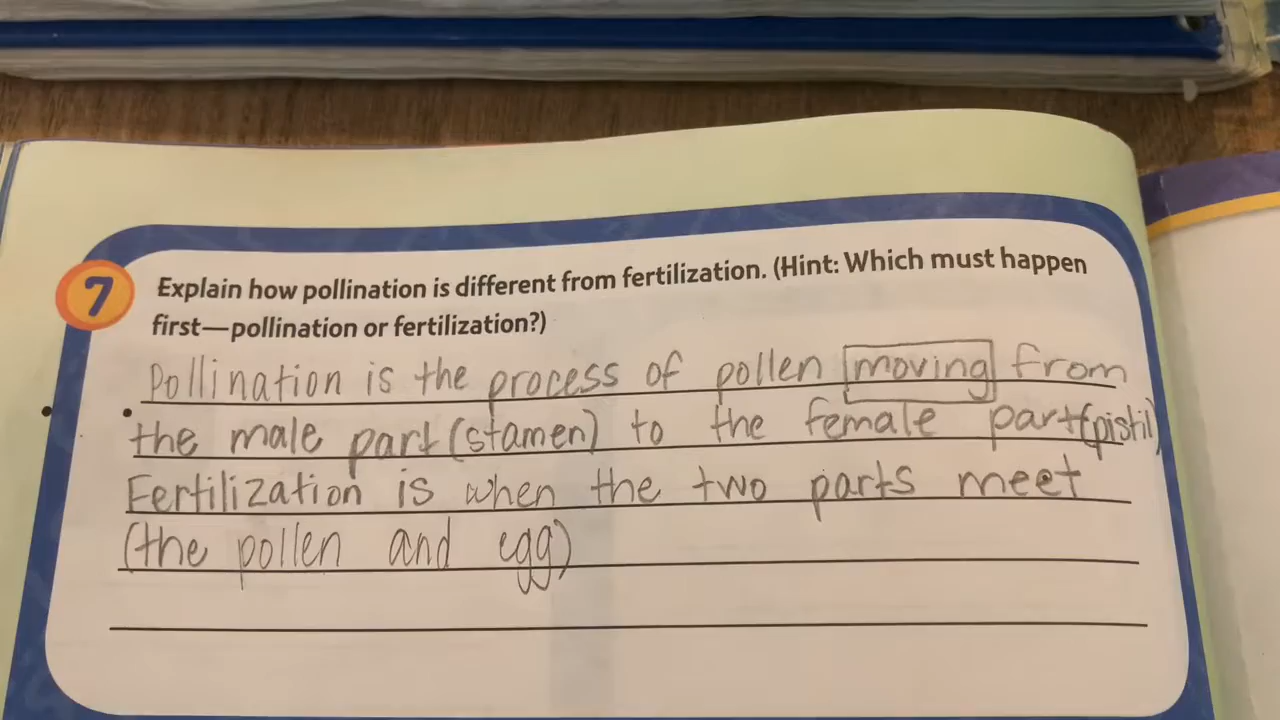 7
Explain how pollination is different from fertilization. (Hint: Which must happen
first—pollination or fertilization?)
Pollination is the process of pollen moving from
the male part (stamen) to the female part (pistil)
Fertilization is when the two parts meet
(the pollen and egg)